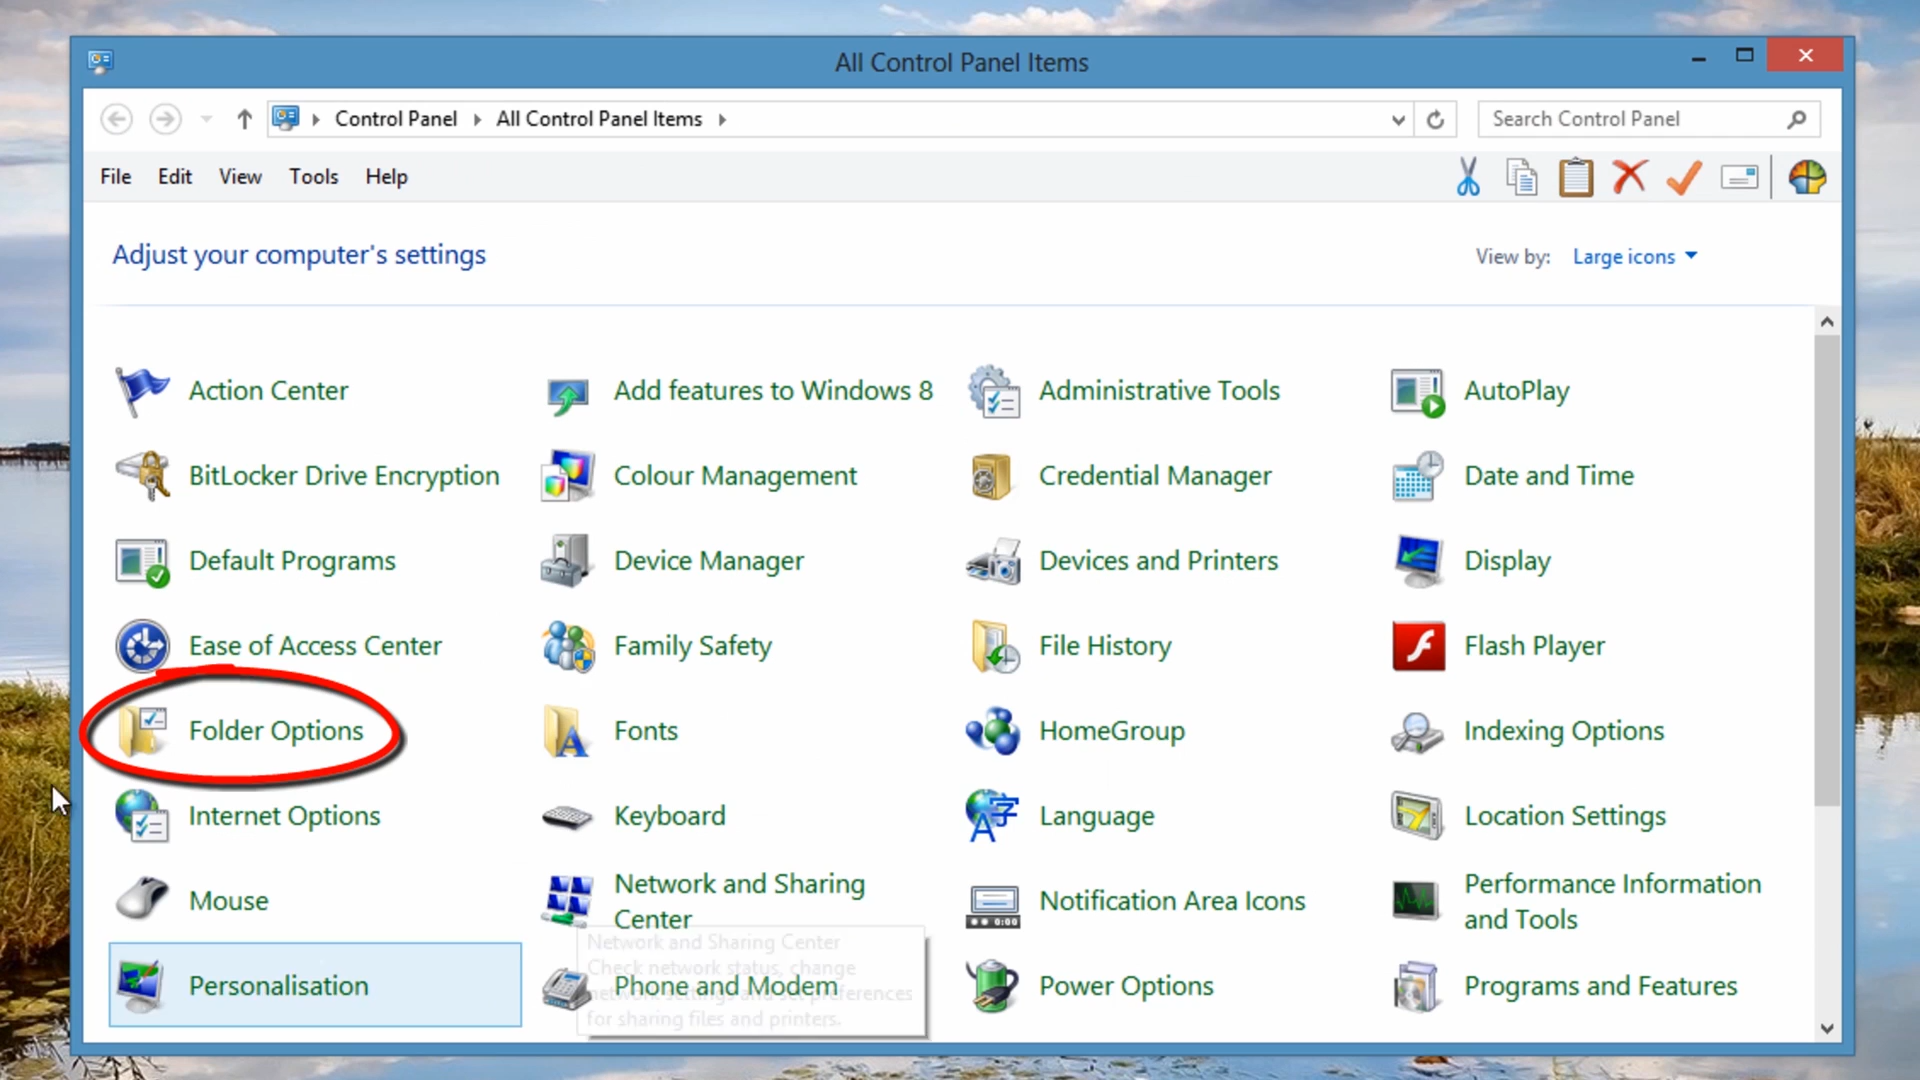 All Control Panel Items
Control Panel All Control Panel Items Search Control Panel
File Edit View Tools Help
Adjust your computer's settings
View by: Large icons
Action Center Add features to Windows 8 Administrative Tools AutoPlay
BitLocker Drive Encryption Colour Management Credential Manager Date and Time
Default Programs Device Manager Devices and Printers Display
Ease of Access Center Family Safety File History Flash Player
Folder Options Fonts HomeGroup Indexing Options
Internet Options Keyboard Language Location Settings
Mouse
Network and Sharing
Center
Notification Area Icons
Performance Information
and Tools
Network and Sharing Center
Check network status, change
network settings and set preferences
for sharing files and printers.
Personalisation Phone and Modem Power Options Programs and Features